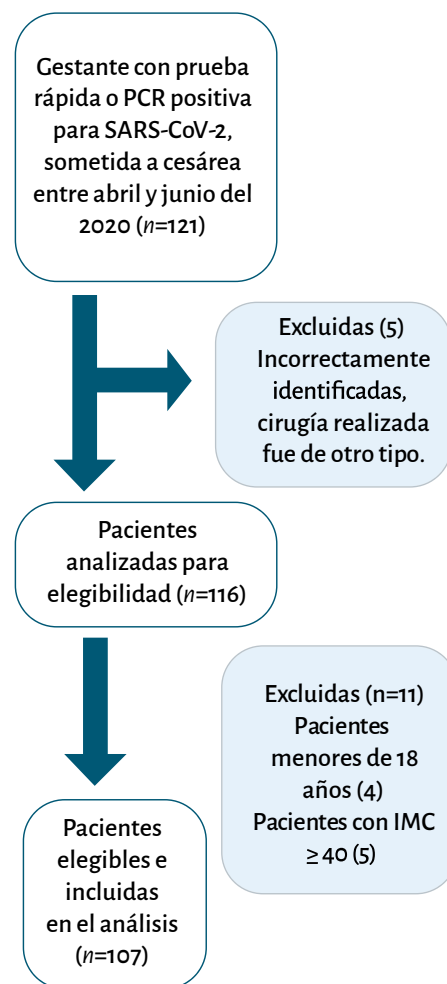 Gestante con prueba
rápida o PCR positiva
para SARS-CoV-2,
sometida a cesárea
entre abril y junio del
2020 (n=121)
Excluidas (5)
Incorrectamente
identificadas,
cirugía realizada
fue de otro tipo.
Pacientes
analizadas para
elegibilidad (n=116)
Excluidas (n=11)
Pacientes
menores de 18
años (4)
Pacientes con IMC
≥ 40 (5)
Pacientes
elegibles e
incluidas
en el análisis
(n=107)